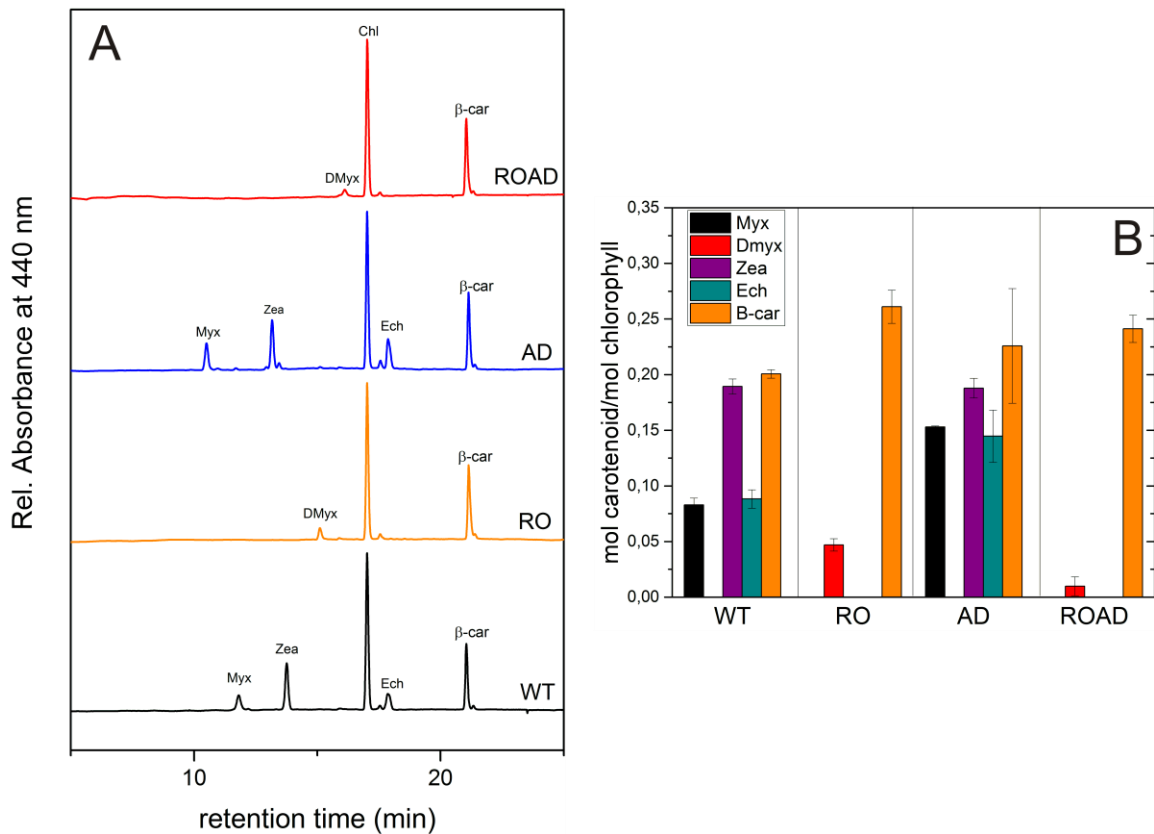 A
Rel. Absorbance at 440 nm
Chl
β-car
DMyx
ROAD
β-car
Zea
Myx
Ech
AD
β-car
DMyx
RO
β-car
Zea
Myx
Ech
WT
10
20
retention time (min)
B
mol carotenoid/mol chlorophyll
0,35
0,30
0,25
0,20
0,15
0,10
0,05
0,00
Myx
Dmyx
Zea
Ech
B-car
WT
RO
AD
ROAD